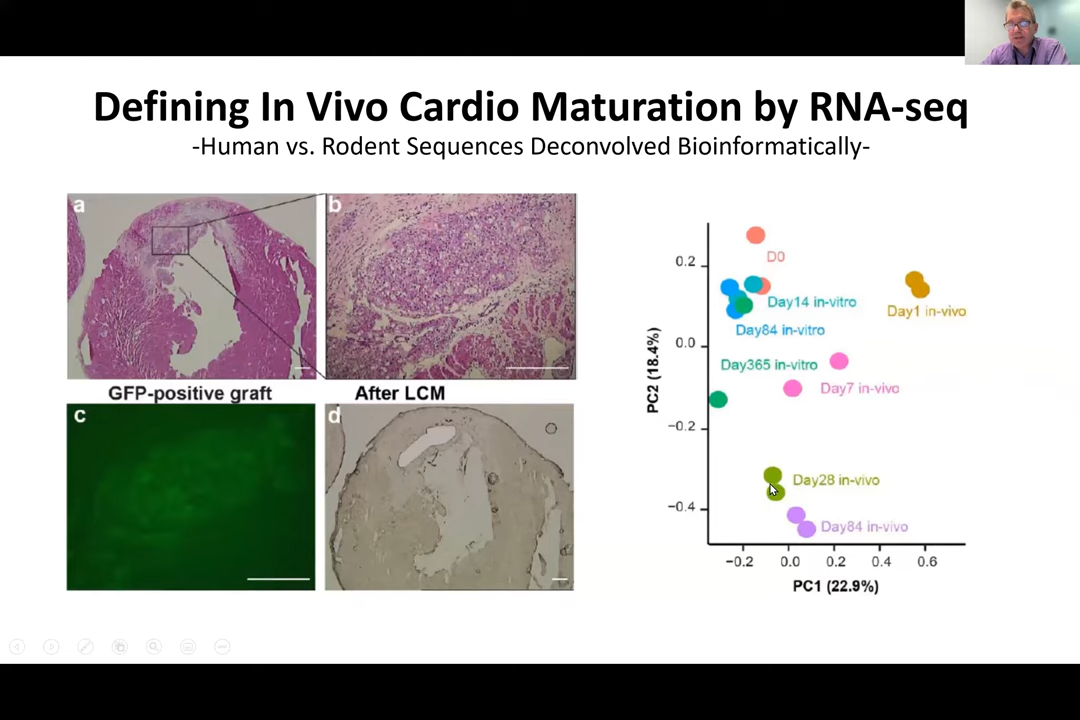 Defining In Vivo Cardio Maturation by RNA-seq
-Human vs. Rodent Sequences Deconvolved Bioinformatically-
a
b
GFP-positive graft
After LCM
c
d
PC2 (18.4%)
0.2
0.0
−0.2
−0.4
D0
Day14 in-vitro
Day1 in-vivo
Day84 in-vitro
Day365 in-vitro
Day7 in-vivo
Day28 in-vivo
Day84 in-vivo
−0.2 0.0 0.2 0.4 0.6
PC1 (22.9%)